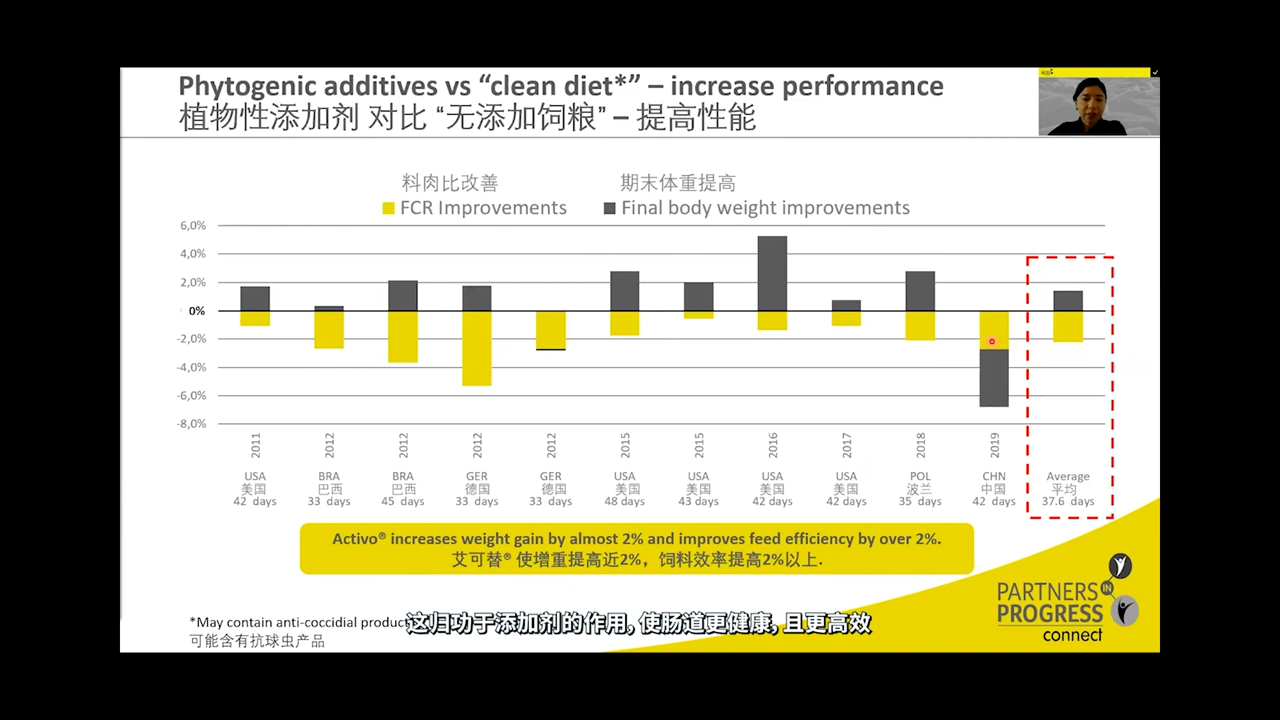 Phytogenic additives vs “clean diet*” – increase performance
植物性添加剂 对比 “无添加饲粮” – 提高性能
料肉比改善 期末体重提高
FCR Improvements Final body weight improvements
6,0%
4,0%
2,0%
0%
-2,0%
-4,0%
-6,0%
-8,0%
2011 2012 2012 2012 2012 2015 2015 2016 2017 2018 2019
USA BRA BRA GER GER USA USA USA USA POL CHN Average
美国 巴西 巴西 德国 德国 美国 美国 美国 美国 波兰 中国 平均
42 days 33 days 45 days 33 days 33 days 48 days 43 days 42 days 42 days 35 days 42 days 37.6 days
Activo® increases weight gain by almost 2% and improves feed efficiency by over 2%.
艾可替® 使增重提高近2%，饲料效率提高2%以上.
PARTNERS IN
PROGRESS
connect
*May contain anti-coccidial product
可能含有抗球虫产品
这归功于添加剂的作用, 使肠道更健康, 且更高效